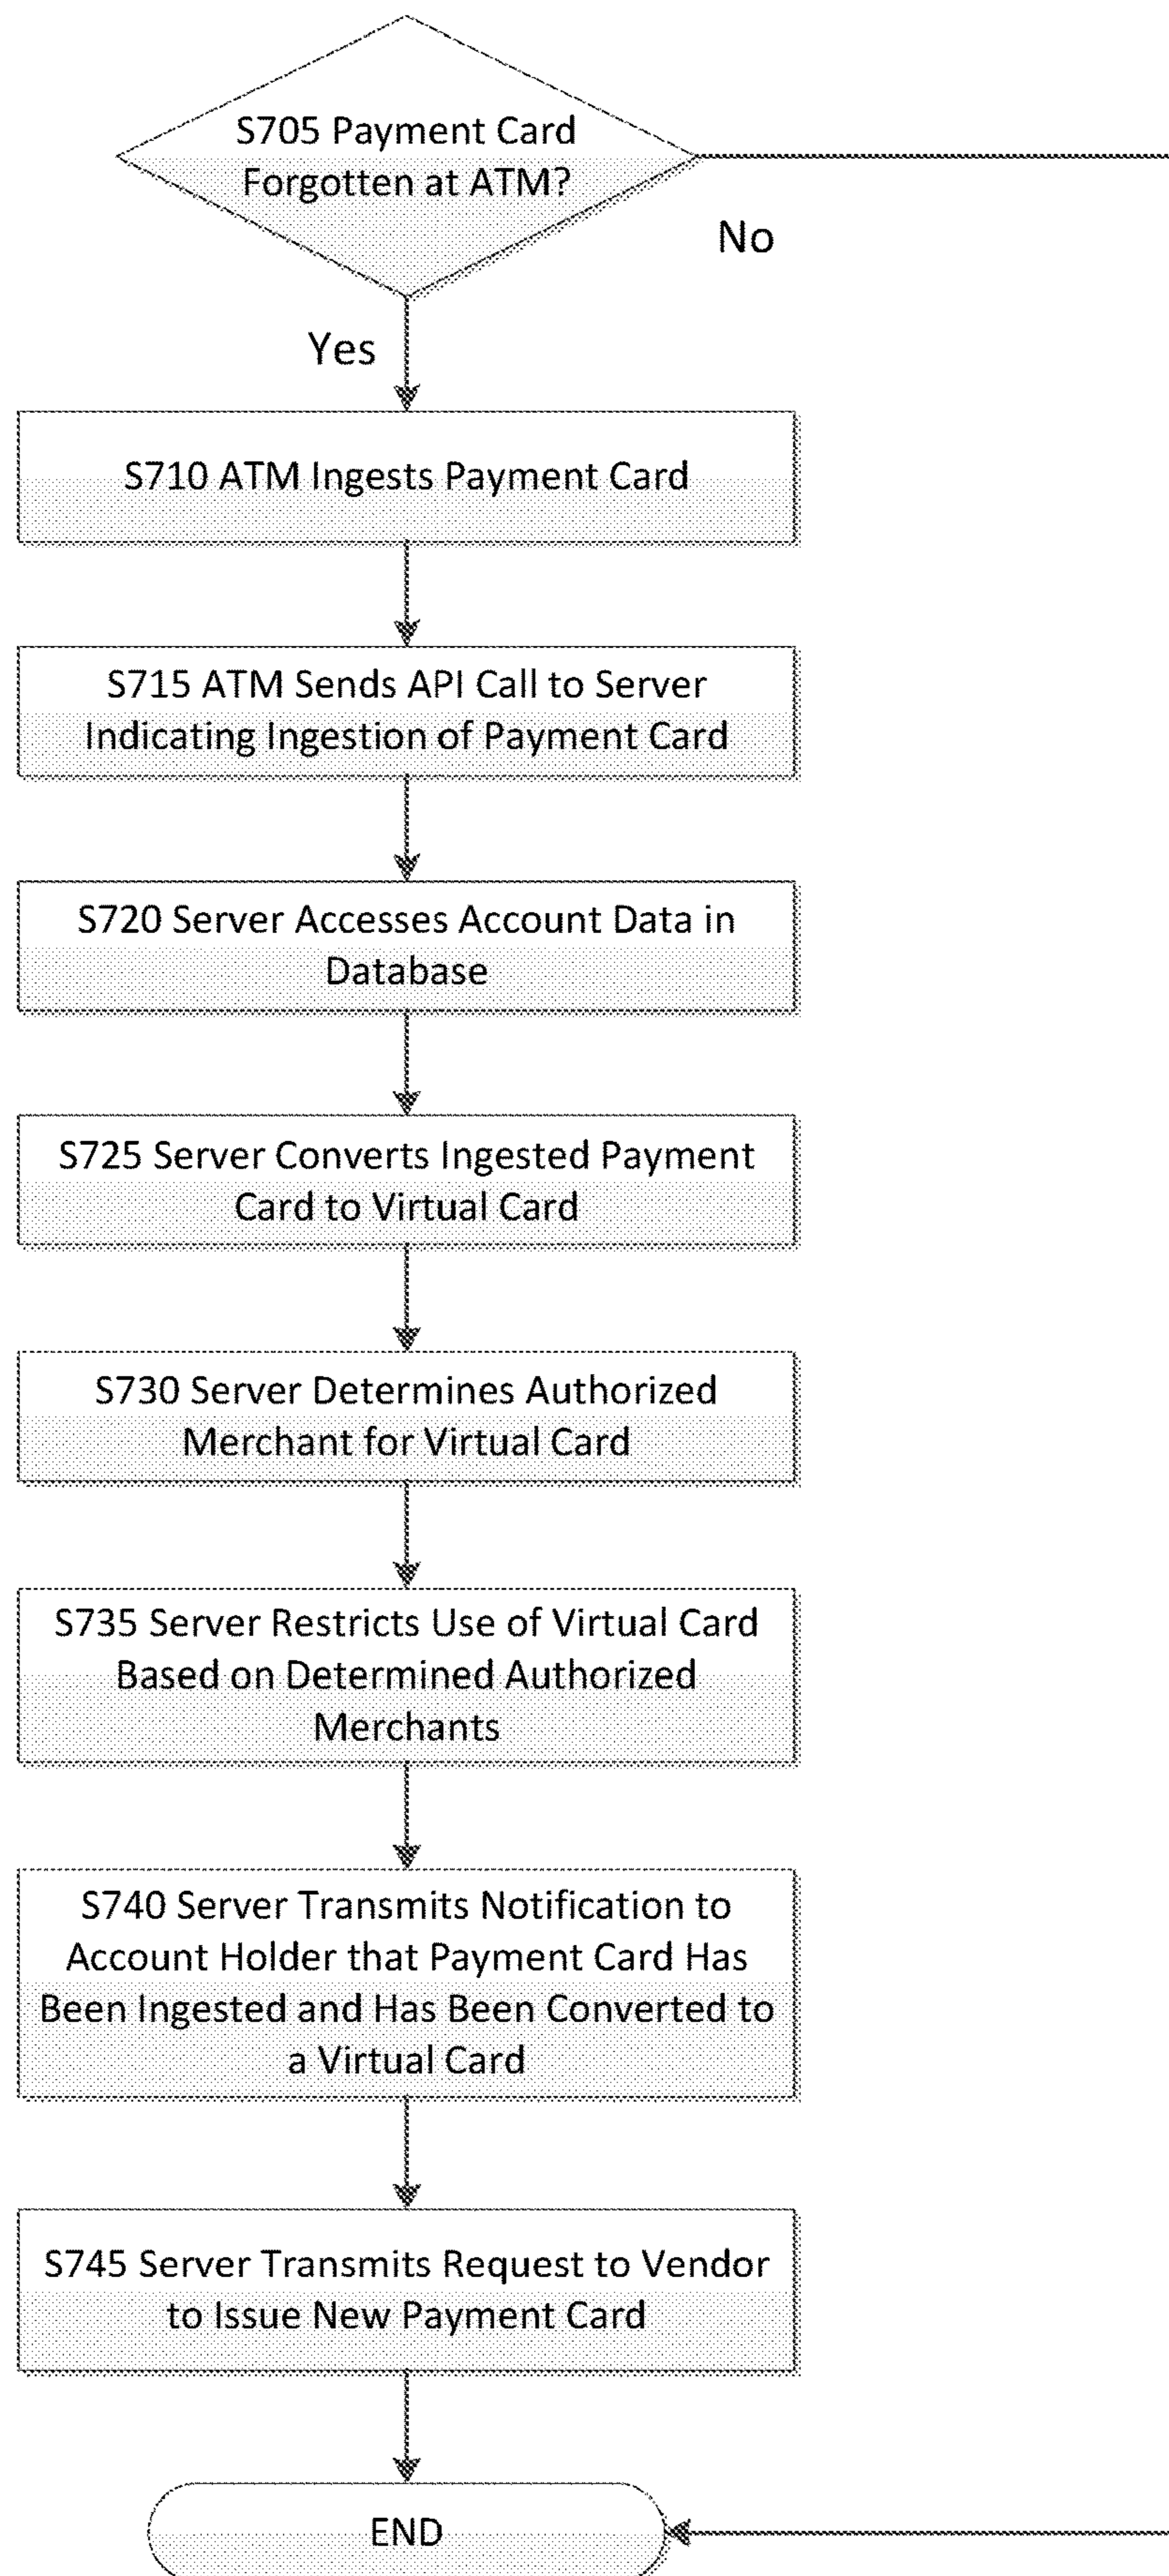 S705 Payment Card
Forgotten at ATM?
No
Yes
S710 ATM Ingests Payment Card
S715 ATM Sends API Call to Server
Indicating Ingestion of Payment Card
S720 Server Accesses Account Data in
Database
S725 Server Converts Ingested Payment
Card to Virtual Card
S730 Server Determines Authorized
Merchant for Virtual Card
S735 Server Restricts Use of Virtual Card
Based on Determined Authorized
Merchants
S740 Server Transmits Notification to
Account Holder that Payment Card Has
Been Ingested and Has Been Converted to
a Virtual Card
S745 Server Transmits Request to Vendor
to Issue New Payment Card
END